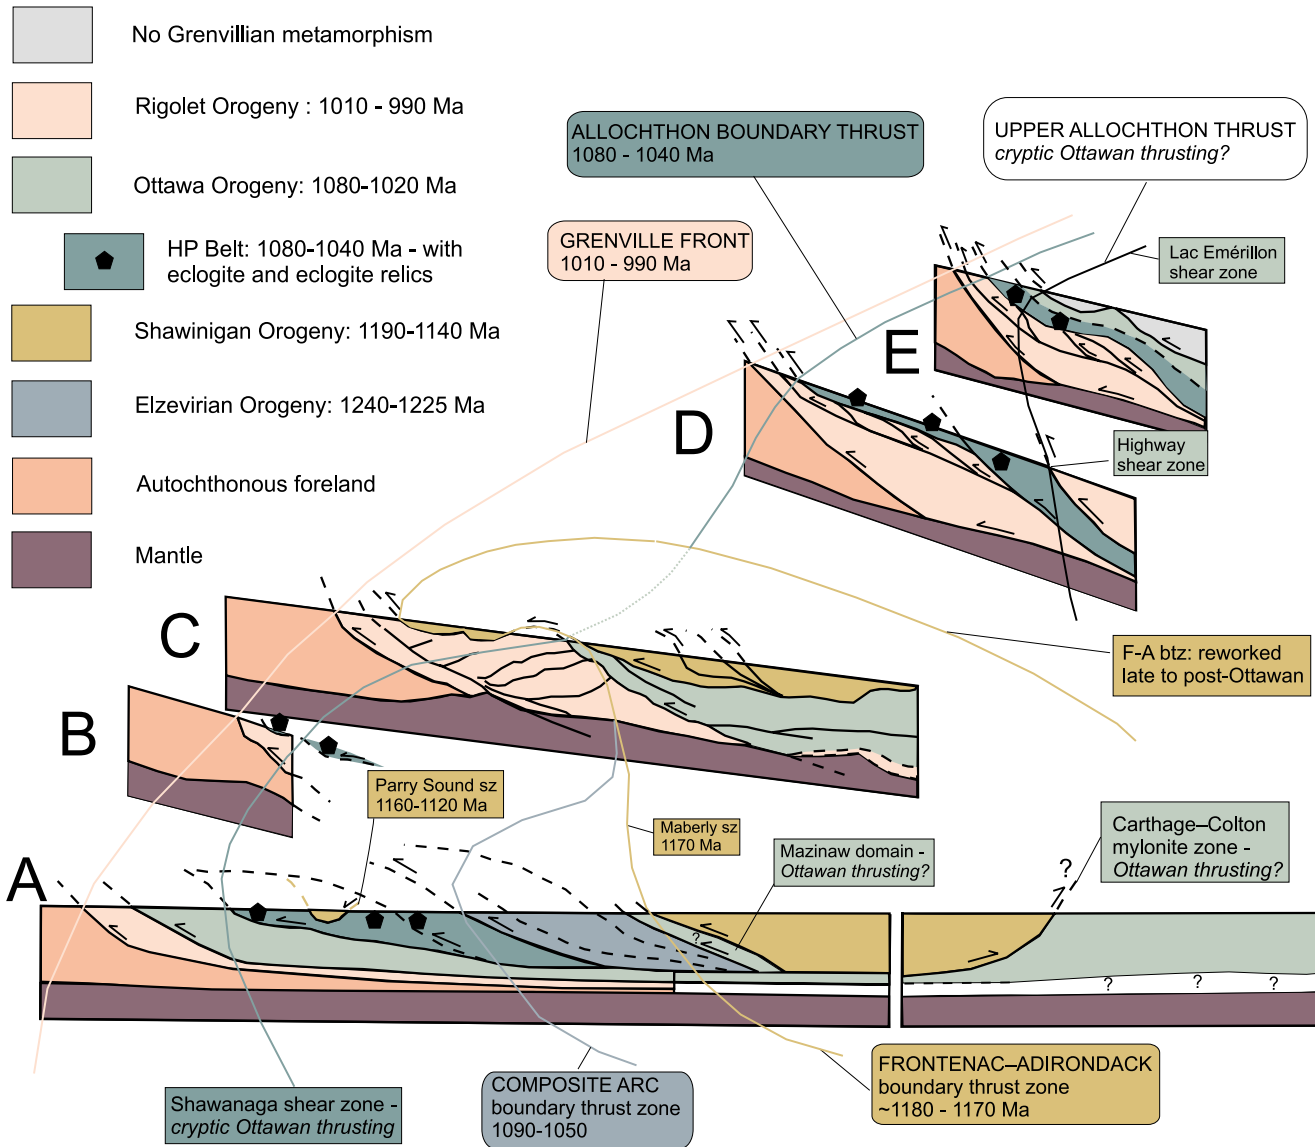 No Grenvillian metamorphism
Rigolet Orogeny : 1010 - 990 Ma
Ottawa Orogeny: 1080-1020 Ma
HP Belt: 1080-1040 Ma - with
eclogite and eclogite relics
Shawinigan Orogeny: 1190-1140 Ma
Elzevirian Orogeny: 1240-1225 Ma
Autochthonous foreland
Mantle
ALLOCHTHON BOUNDARY THRUST
1080 - 1040 Ma
UPPER ALLOCHTHON THRUST
cryptic Ottawan thrusting?
GRENVILLE FRONT
1010 - 990 Ma
Lac Emérillon
shear zone
E
D
Highway
shear zone
C
F-A btz: reworked
late to post-Ottawan
B
Parry Sound sz
1160-1120 Ma
Maberly sz
1170 Ma
Mazinaw domain -
Ottawan thrusting?
Carthage–Colton
mylonite zone -
Ottawan thrusting?
A
?
?
? ? ?
Shawanaga shear zone -
cryptic Ottawan thrusting
COMPOSITE ARC
boundary thrust zone
1090-1050
FRONTENAC–ADIRONDACK
boundary thrust zone
~1180 - 1170 Ma